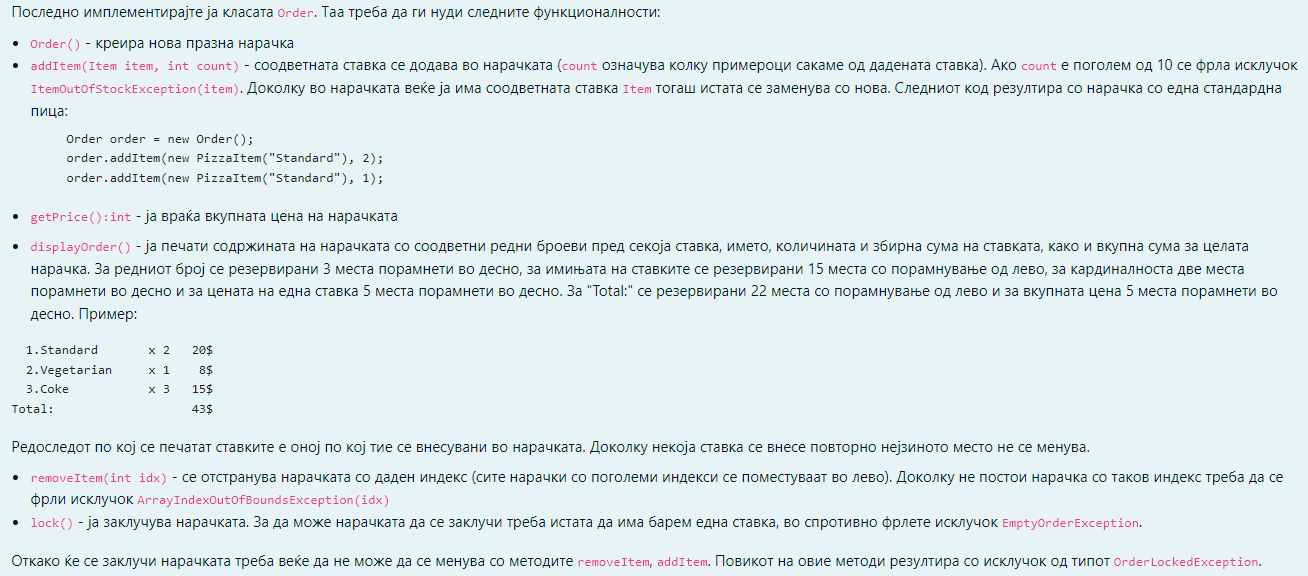 Последно имплементирајте ја класата Order. Таа треба да ги нуди следните функционалности:
• Order() - креира нова празна нарачка
• addItem(Item item, int count) - соодветната ставка се додава во нарачката (count означува колку примероци сакаме од дадената ставка). Ако count е поголем од 10 се фрла исклучок
ItemOutOfStockException(item). Доколку во нарачката веќе ја има соодветната ставка Item тогаш истата се заменува со нова. Следниот код резултира со нарачка со една стандардна
пица:
Order order = new Order();
order.addItem(new PizzaItem("Standard"), 2);
order.addItem(new PizzaItem("Standard"), 1);
• getPrice():int - ја враќа вкупната цена на нарачката
• displayOrder() - ја печати содржината на нарачката со соодветни редни броеви пред секоја ставка, името, количината и збирна сума на ставката, како и вкупна сума за целата
нарачка. За редниот број се резервирани 3 места порамнети во десно, за имињата на ставките се резервирани 15 места со порамнување од лево, за кардиналноста две места
порамнети во десно и за цената на една ставка 5 места порамнети во десно. За "Total:" се резервирани 22 места со порамнување од лево и за вкупната цена 5 места порамнети во
десно. Пример:
  1.Standard       x 2   20$
  2.Vegetarian     x 1    8$
  3.Coke           x 3   15$
Total:                   43$
Редоследот по кој се печатат ставките е оној по кој тие се внесувани во нарачката. Доколку некоја ставка се внесе повторно нејзиното место не се менува.
• removeItem(int idx) - се отстранува нарачката со даден индекс (сите нарачки со поголеми индекси се поместуваат во лево). Доколку не постои нарачка со таков индекс треба да се
фрли исклучок ArrayIndexOutOfBoundsException(idx)
• lock() - ја заклучува нарачката. За да може нарачката да се заклучи треба истата да има барем една ставка, во спротивно фрлете исклучок EmptyOrderException.
Откако ќе се заклучи нарачката треба веќе да не може да се менува со методите removeItem, addItem. Повикот на овие методи резултира со исклучок од типот OrderLockedException.